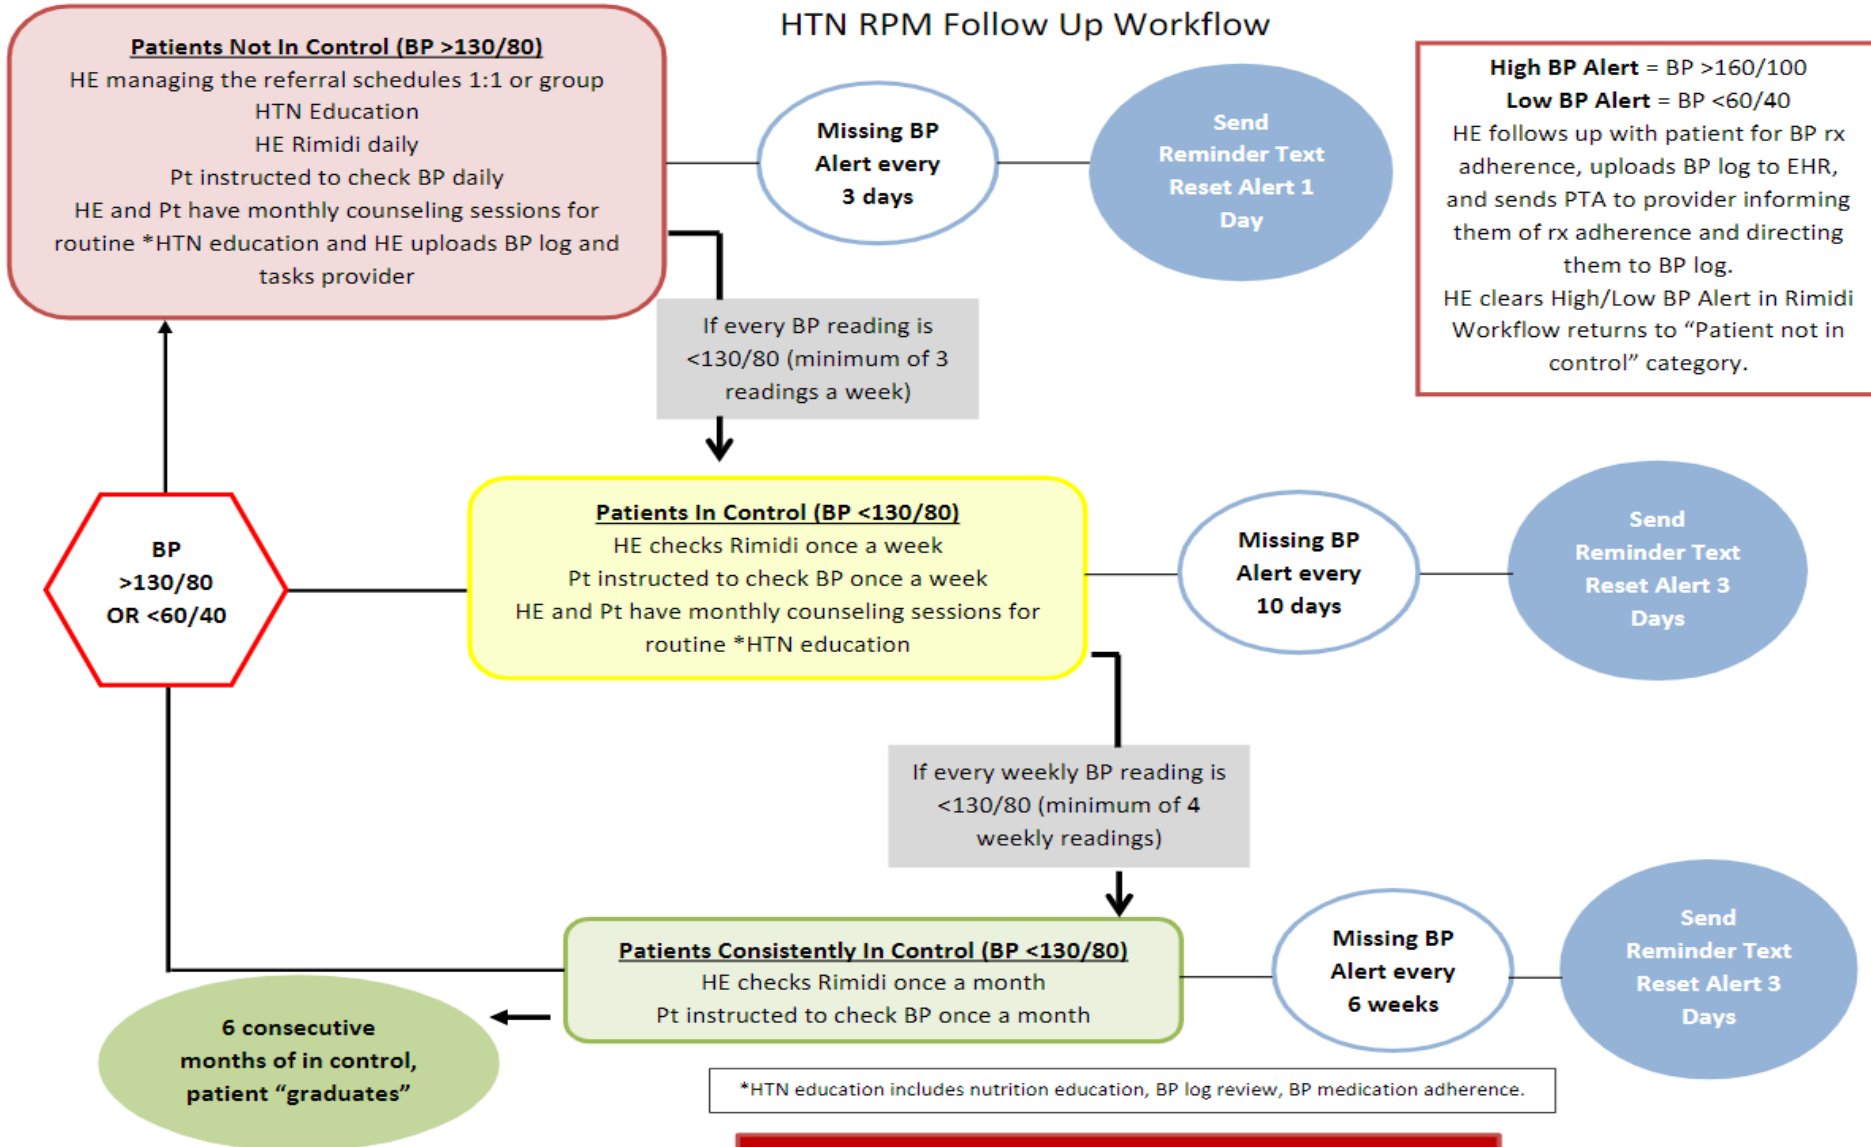 HTN RPM Follow Up Workflow
Patients Not In Control (BP >130/80)
HE managing the referral schedules 1:1 or group
HTN Education
HE Rimidi daily
Pt instructed to check BP daily
HE and Pt have monthly counseling sessions for
routine *HTN education and HE uploads BP log and
tasks provider
Missing BP
Alert every
3 days
Send
Reminder Text
Reset Alert 1
Day
High BP Alert = BP >160/100
Low BP Alert = BP <60/40
HE follows up with patient for BP rx
adherence, uploads BP log to EHR,
and sends PTA to provider informing
them of rx adherence and directing
them to BP log.
HE clears High/Low BP Alert in Rimidi
Workflow returns to “Patient not in
control” category.
If every BP reading is
<130/80 (minimum of 3
readings a week)
BP
>130/80
OR <60/40
Patients In Control (BP <130/80)
HE checks Rimidi once a week
Pt instructed to check BP once a week
HE and Pt have monthly counseling sessions for
routine *HTN education
Missing BP
Alert every
10 days
Send
Reminder Text
Reset Alert 3
Days
If every weekly BP reading is
<130/80 (minimum of 4
weekly readings)
Patients Consistently In Control (BP <130/80)
HE checks Rimidi once a month
Pt instructed to check BP once a month
Missing BP
Alert every
6 weeks
Send
Reminder Text
Reset Alert 3
Days
6 consecutive
months of in control,
patient “graduates”
*HTN education includes nutrition education, BP log review, BP medication adherence.